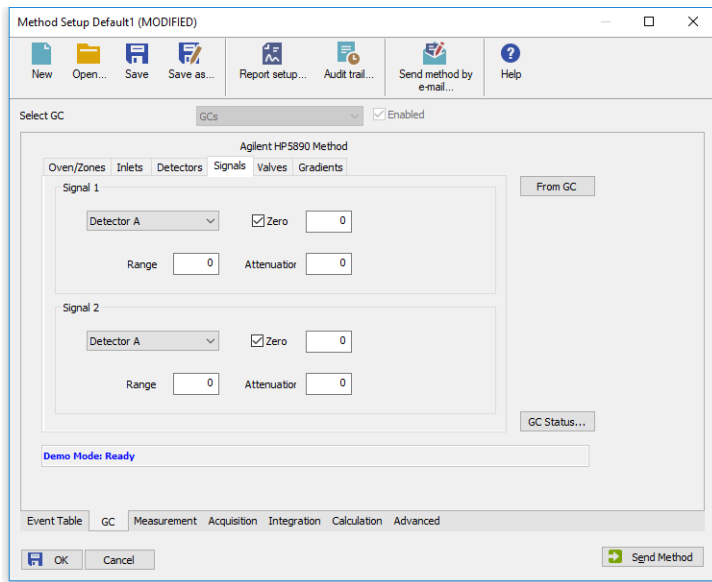 Method Setup Default1 (MODIFIED)
New Open... Save Save as... Report setup... Audit trail... Send method by e-mail... Help
Select GC GCs Enabled
Agilent HP5890 Method
Oven/Zones Inlets Detectors Signals Valves Gradients
From GC
Signal 1
Detector A Zero 0
Range 0 Attenuation 0
Signal 2
Detector A Zero 0
Range 0 Attenuation 0
GC Status...
Demo Mode: Ready
Event Table GC Measurement Acquisition Integration Calculation Advanced
OK Cancel Send Method